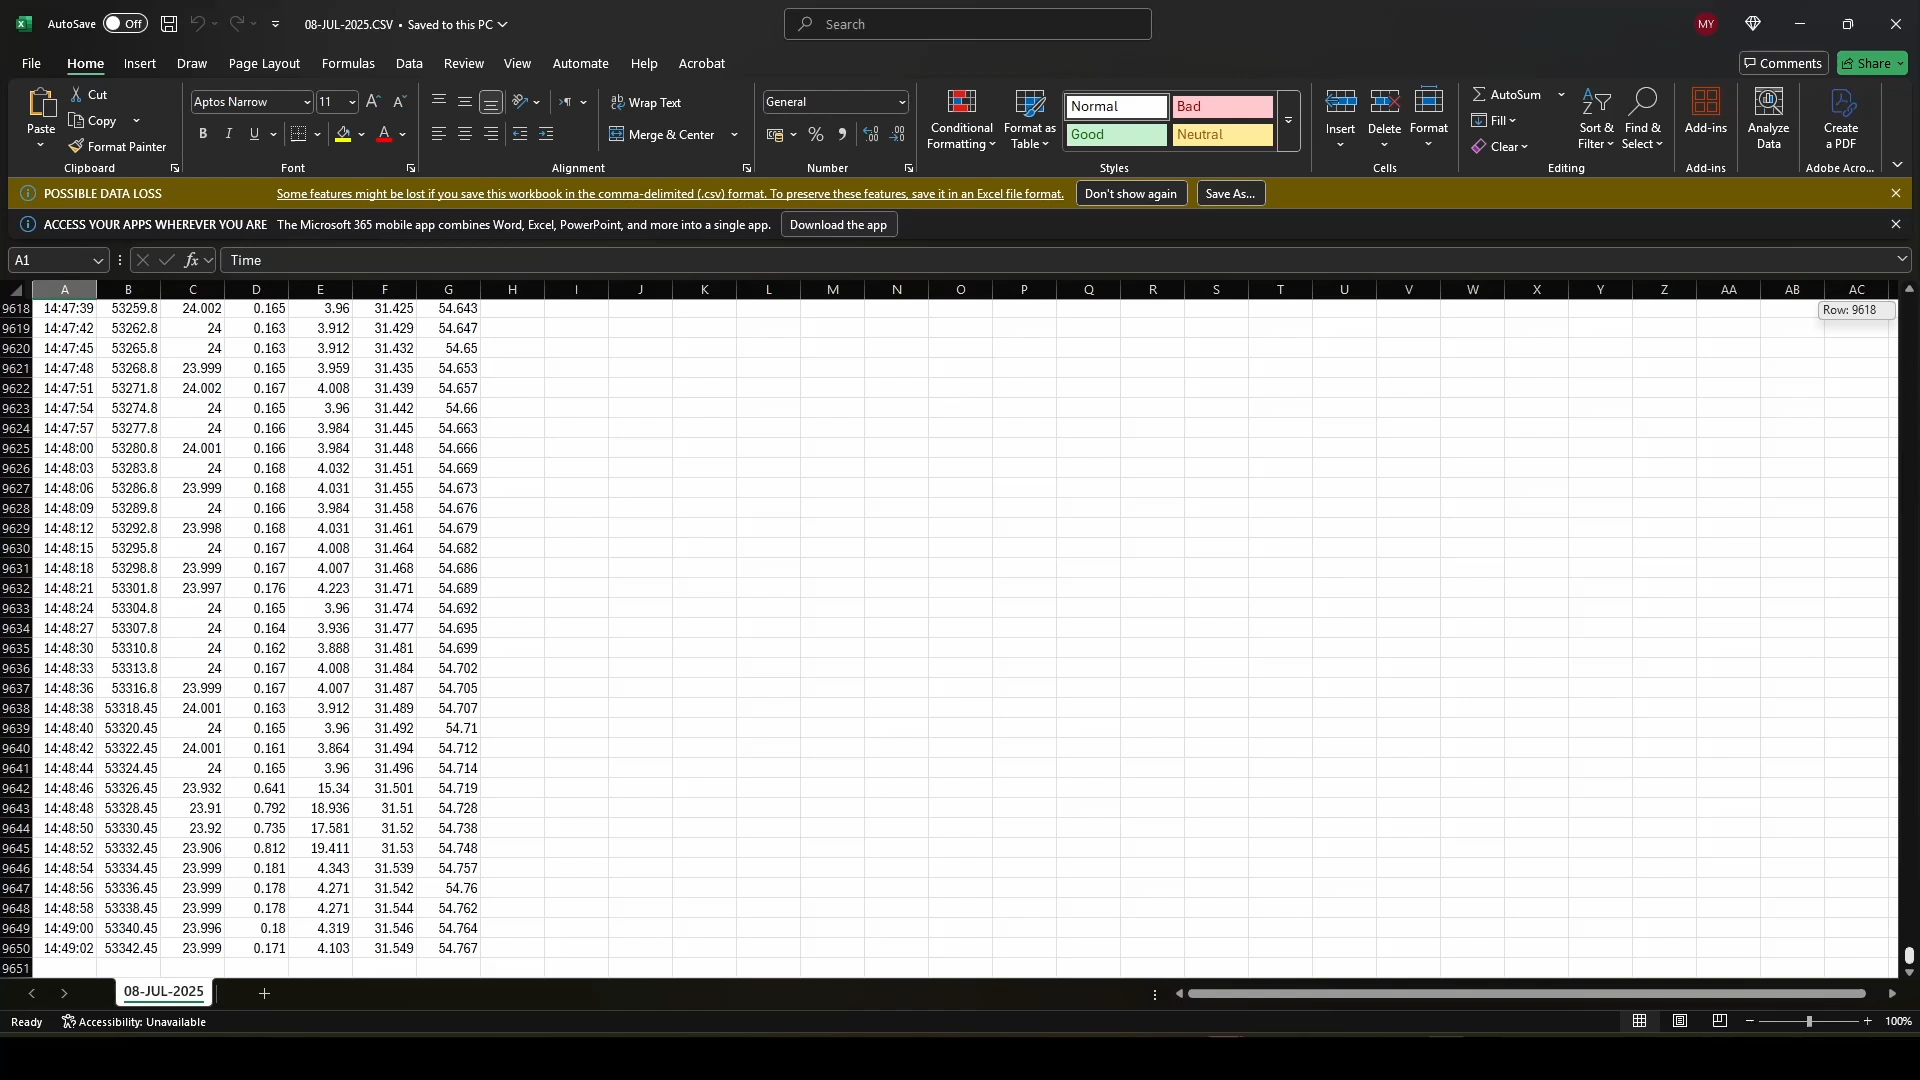 AutoSave Off 08-JUL-2025.CSV • Saved to this PC Search MY
File Home Insert Draw Page Layout Formulas Data Review View Automate Help Acrobat Comments Share
Paste Cut Copy Format Painter Clipboard
Aptos Narrow 11 B I U Font
Wrap Text Merge & Center Alignment
General Number
Conditional Formatting Format as Table Normal Bad Good Neutral Styles
Insert Delete Format Cells
AutoSum Fill Clear Sort & Filter Find & Select Editing
Add-ins Add-ins
Analyze Data
Create a PDF Adobe Acro...
POSSIBLE DATA LOSS Some features might be lost if you save this workbook in the comma-delimited (.csv) format. To preserve these features, save it in an Excel file format. Don't show again Save As...
ACCESS YOUR APPS WHEREVER YOU ARE The Microsoft 365 mobile app combines Word, Excel, PowerPoint, and more into a single app. Download the app
A1 fx Time
A B C D E F G H I J K L M N O P Q R S T U V W X Y Z AA AB AC
9618 14:47:39 53259.8 24.002 0.165 3.96 31.425 54.643 Row: 9618
9619 14:47:42 53262.8 24 0.163 3.912 31.429 54.647
9620 14:47:45 53265.8 24 0.163 3.912 31.432 54.65
9621 14:47:48 53268.8 23.999 0.165 3.959 31.435 54.653
9622 14:47:51 53271.8 24.002 0.167 4.008 31.439 54.657
9623 14:47:54 53274.8 24 0.165 3.96 31.442 54.66
9624 14:47:57 53277.8 24 0.166 3.984 31.445 54.663
9625 14:48:00 53280.8 24.001 0.166 3.984 31.448 54.666
9626 14:48:03 53283.8 24 0.168 4.032 31.451 54.669
9627 14:48:06 53286.8 23.999 0.168 4.031 31.455 54.673
9628 14:48:09 53289.8 24 0.166 3.984 31.458 54.676
9629 14:48:12 53292.8 23.998 0.168 4.031 31.461 54.679
9630 14:48:15 53295.8 24 0.167 4.008 31.464 54.682
9631 14:48:18 53298.8 23.999 0.167 4.007 31.468 54.686
9632 14:48:21 53301.8 23.997 0.176 4.223 31.471 54.689
9633 14:48:24 53304.8 24 0.165 3.96 31.474 54.692
9634 14:48:27 53307.8 24 0.164 3.936 31.477 54.695
9635 14:48:30 53310.8 24 0.162 3.888 31.481 54.699
9636 14:48:33 53313.8 24 0.167 4.008 31.484 54.702
9637 14:48:36 53316.8 23.999 0.167 4.007 31.487 54.705
9638 14:48:38 53318.45 24.001 0.163 3.912 31.489 54.707
9639 14:48:40 53320.45 24 0.165 3.96 31.492 54.71
9640 14:48:42 53322.45 24.001 0.161 3.864 31.494 54.712
9641 14:48:44 53324.45 24 0.165 3.96 31.496 54.714
9642 14:48:46 53326.45 23.932 0.641 15.34 31.501 54.719
9643 14:48:48 53328.45 23.91 0.792 18.936 31.51 54.728
9644 14:48:50 53330.45 23.92 0.735 17.581 31.52 54.738
9645 14:48:52 53332.45 23.906 0.812 19.411 31.53 54.748
9646 14:48:54 53334.45 23.999 0.181 4.343 31.539 54.757
9647 14:48:56 53336.45 23.999 0.178 4.271 31.542 54.76
9648 14:48:58 53338.45 23.999 0.178 4.271 31.544 54.762
9649 14:49:00 53340.45 23.996 0.18 4.319 31.546 54.764
9650 14:49:02 53342.45 23.999 0.171 4.103 31.549 54.767
9651
08-JUL-2025
Ready Accessibility: Unavailable 100%